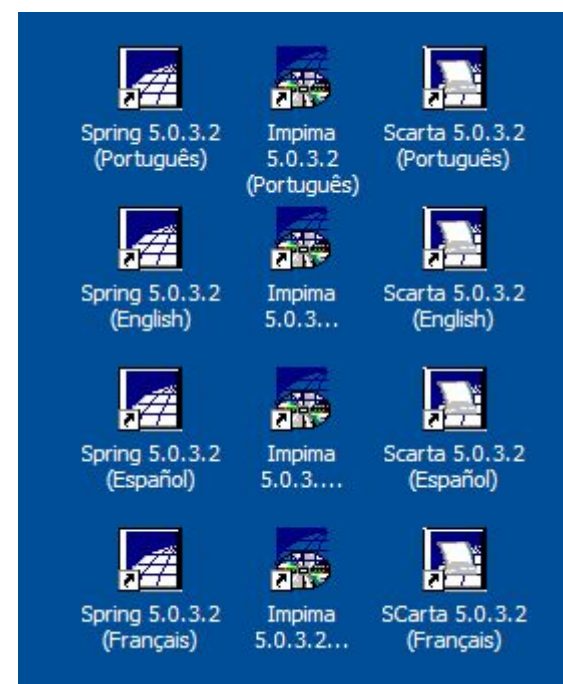 Spring 5.0.3.2
(Português)
Impima
5.0.3.2
(Português)
Scarta 5.0.3.2
(Português)
Spring 5.0.3.2
(English)
Impima
5.0.3...
Scarta 5.0.3.2
(English)
Spring 5.0.3.2
(Español)
Impima
5.0.3....
Scarta 5.0.3.2
(Español)
Spring 5.0.3.2
(Français)
Impima
5.0.3.2...
SCarta 5.0.3.2
(Français)